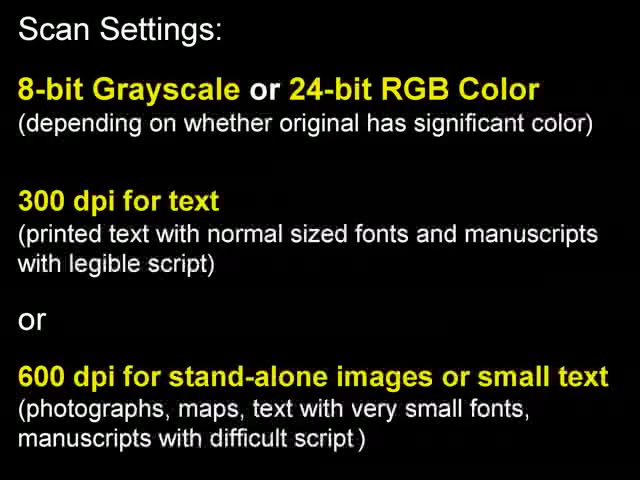 Scan Settings:
8-bit Grayscale or 24-bit RGB Color
(depending on whether original has significant color)
300 dpi for text
(printed text with normal sized fonts and manuscripts
with legible script)
or
600 dpi for stand-alone images or small text
(photographs, maps, text with very small fonts,
manuscripts with difficult script)